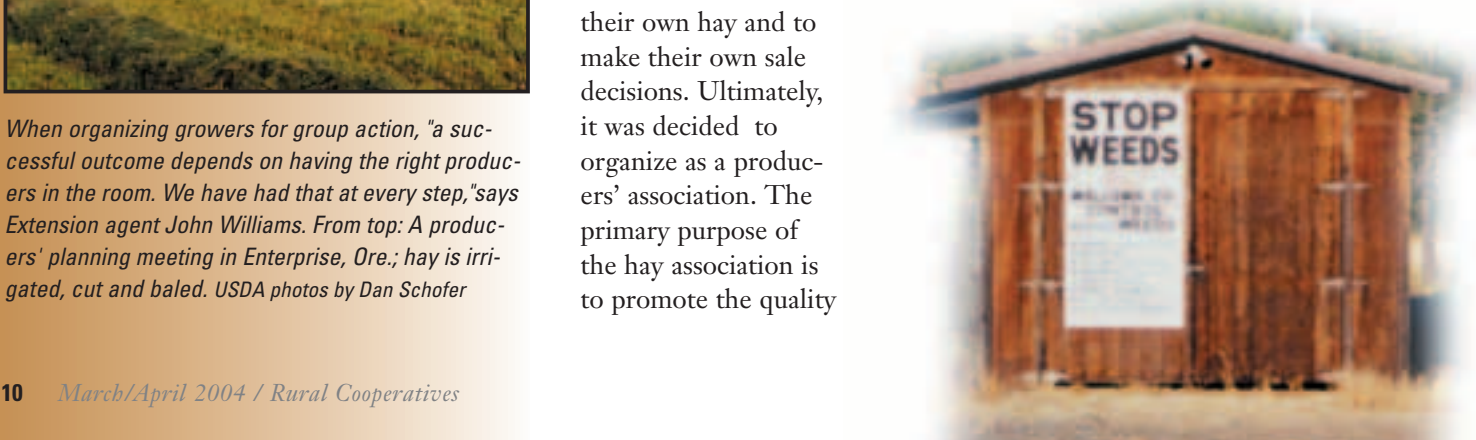 When organizing growers for group action, "a suc-
cessful outcome depends on having the right produc-
ers in the room. We have had that at every step,"says
Extension agent John Williams. From top: A produc-
ers' planning meeting in Enterprise, Ore.; hay is irri-
gated, cut and baled. USDA photos by Dan Schofer
their own hay and to
make their own sale
decisions. Ultimately,
it was decided to
organize as a produc-
ers’ association. The
primary purpose of
the hay association is
to promote the quality
STOP
WEEDS
CONTROL
WEEDS
10 March/April 2004 / Rural Cooperatives